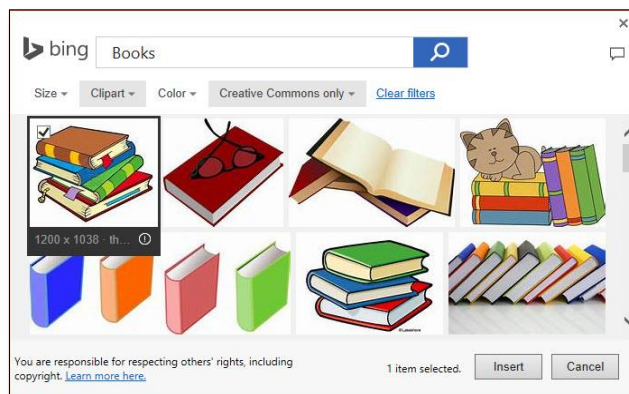 bing
Books
Size Clipart Color Creative Commons only Clear filters
1200 x 1038 · th...
You are responsible for respecting others' rights, including
copyright. Learn more here.
1 item selected. Insert Cancel